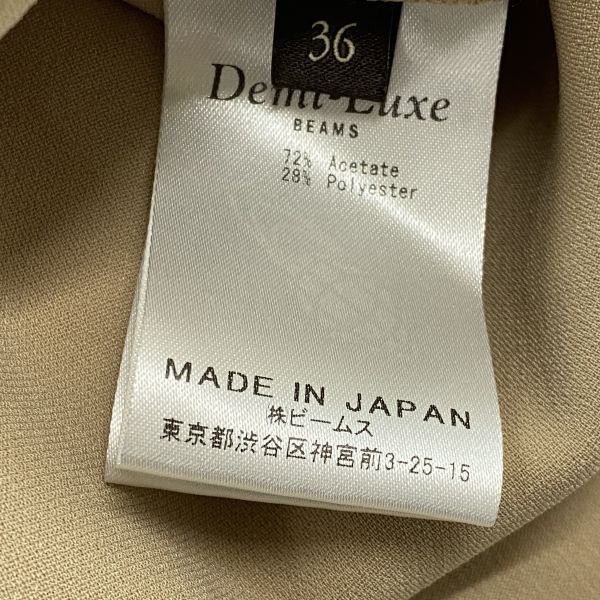 36
Demi-Luxe
BEAMS
72% Acetate
28% Polyester
MADE IN JAPAN
㈱ビームス
東京都渋谷区神宮前3-25-15